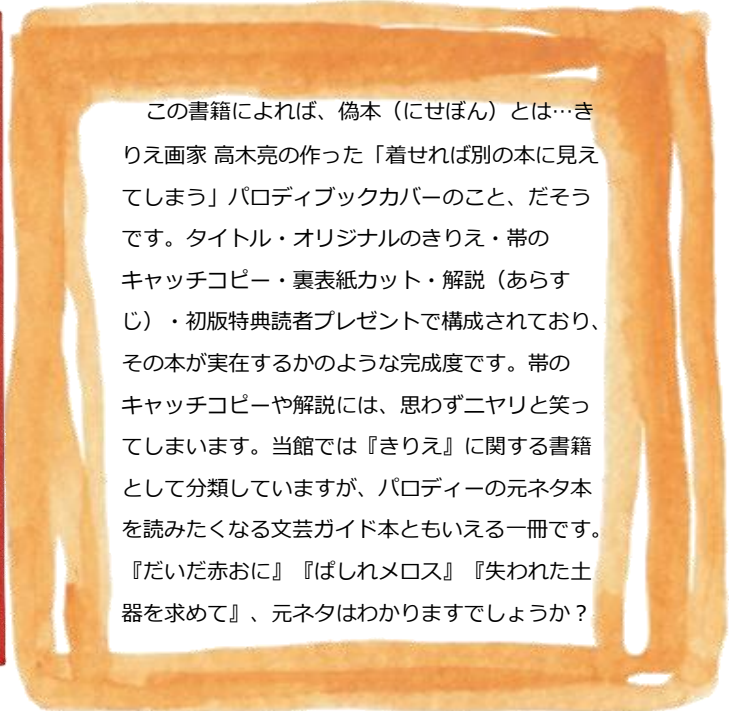 この書籍によれば、偽本（にせぼん）とは…き
りえ画家 高木亮の作った「着せれば別の本に見え
てしまう」パロディブックカバーのこと、だそう
です。タイトル・オリジナルのきりえ・帯の
キャッチコピー・裏表紙カット・解説（あらす
じ）・初版特典読者プレゼントで構成されており、
その本が実在するかのような完成度です。帯の
キャッチコピーや解説には、思わずニヤリと笑っ
てしまいます。当館では『きりえ』に関する書籍
として分類していますが、パロディーの元ネタ本
を読みたくなる文芸ガイド本ともいえる一冊です。
『だいだ赤おに』『ぱしれメロス』『失われた土
器を求めて』、元ネタはわかりますでしょうか？